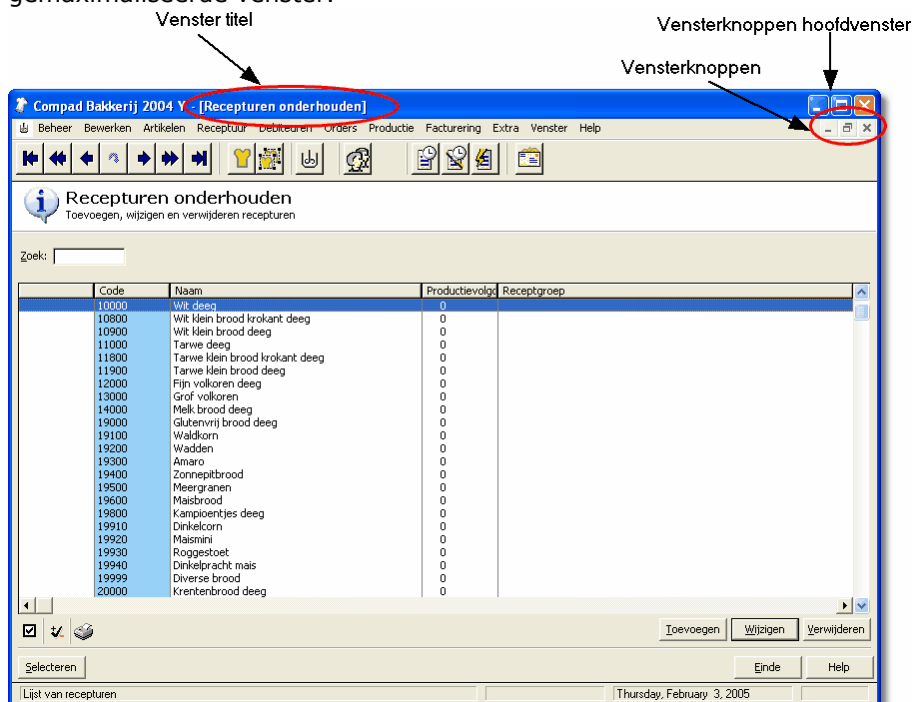 gemaximaliseerde venster:
Venster titel
Vensterknoppen hoofdvenster
Vensterknoppen
Compad Bakkerij 2004 Y - [Recepturen onderhouden]
Beheer Bewerken Artikelen Receptuur Debiteuren Orders Productie Facturering Extra Venster Help
Recepturen onderhouden
Toevoegen, wijzigen en verwijderen recepturen
Zoek:
Code Naam Productievolgo Receptgroep
10000 Wit deeg 0
10800 Wit klein brood krokant deeg 0
10900 Wit klein brood deeg 0
11000 Tarwe deeg 0
11800 Tarwe klein brood krokant deeg 0
11900 Tarwe klein brood deeg 0
12000 Fijn volkoren deeg 0
13000 Grof volkoren 0
14000 Melk brood deeg 0
19000 Glutenvrij brood deeg 0
19100 Waldkorn 0
19200 Wadden 0
19300 Amaro 0
19400 Zonnepitbrood 0
19500 Meergranen 0
19600 Maisbrood 0
19800 Kampioentjes deeg 0
19910 Dinkelcorn 0
19920 Maismini 0
19930 Roggestoet 0
19940 Dinkelpracht mais 0
19999 Diverse brood 0
20000 Krentenbrood deeg 0
Toevoegen Wijzigen Verwijderen
Selecteren Einde Help
Lijst van recepturen Thursday, February 3, 2005